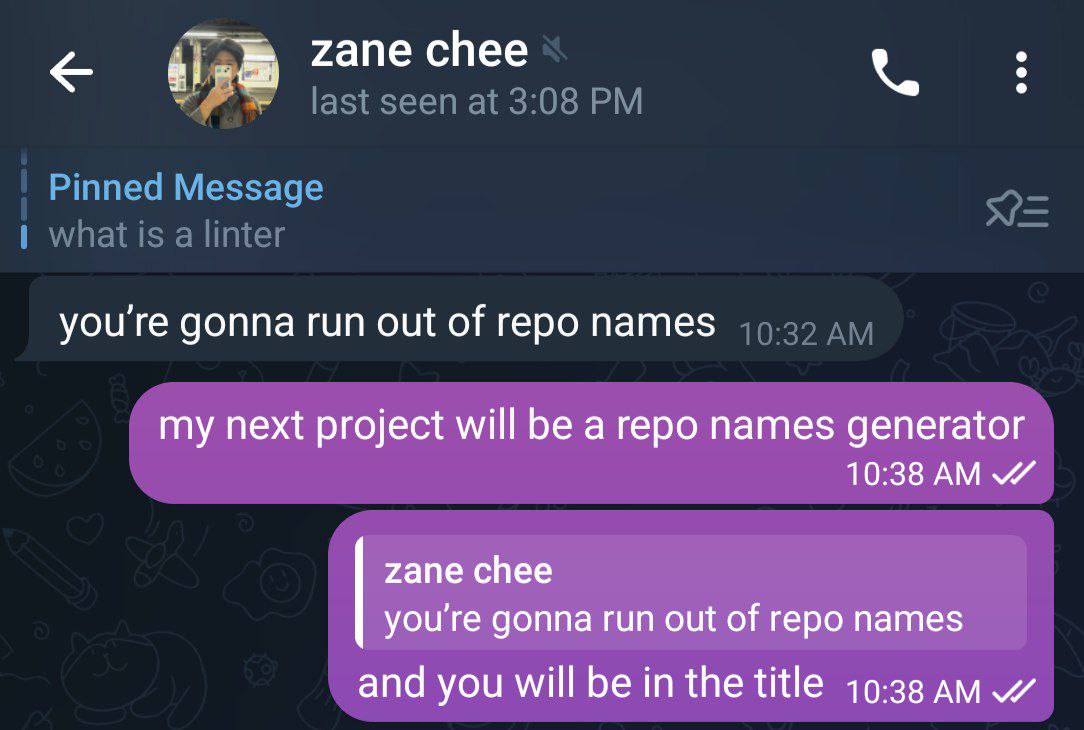 zane chee
last seen at 3:08 PM
Pinned Message
what is a linter
you’re gonna run out of repo names 10:32 AM
my next project will be a repo names generator
10:38 AM
zane chee
you’re gonna run out of repo names
and you will be in the title 10:38 AM